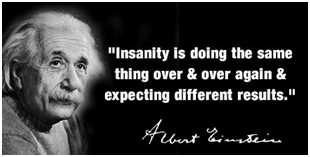 "Insanity is doing the same
thing over & over again &
expecting different results."
Albert Einstein